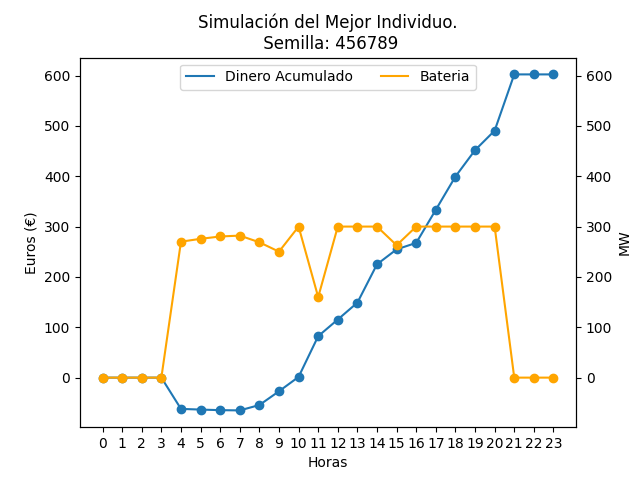 Simulación del Mejor Individuo.
Semilla: 456789
Dinero Acumulado Bateria
600
500
400
300
200
100
0
Euros (€)
600
500
400
300
200
100
0
MW
0 1 2 3 4 5 6 7 8 9 10 11 12 13 14 15 16 17 18 19 20 21 22 23
Horas